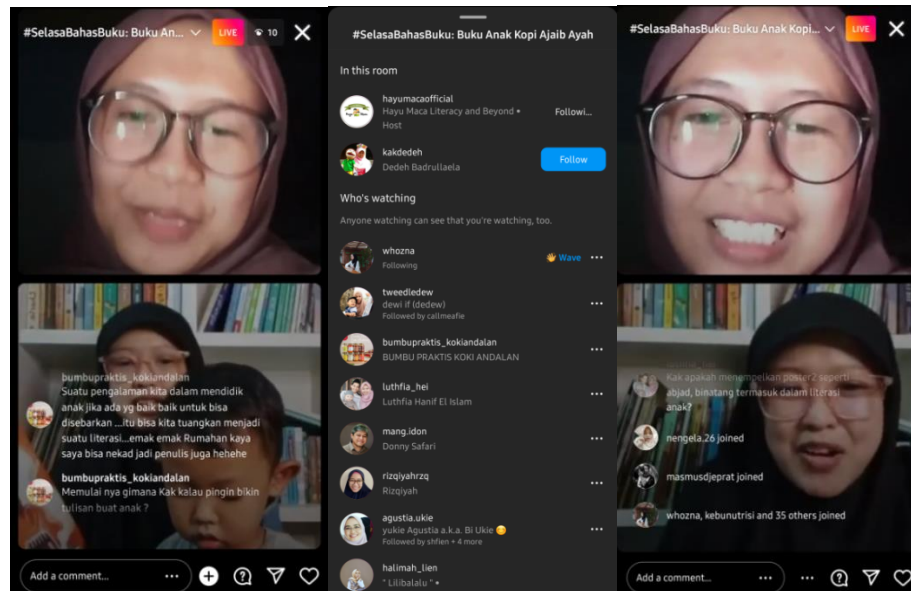 #SelasaBahasBuku: Buku An...
LIVE
10
bumbupraktis_kokiandalan
Suatu pengalaman kita dalam mendidik
anak jika ada yg baik baik untuk bisa
disebarkan ...itu bisa kita tuangkan menjadi
suatu literasi...emak emak Rumahan kaya
saya bisa nekad jadi penulis juga hehehe
bumbupraktis_kokiandalan
Memulai nya gimana Kak kalau pingin bikin
tulisan buat anak ?
Add a comment...
#SelasaBahasBuku: Buku Anak Kopi Ajaib Ayah
In this room
hayumacaofficial
Hayu Maca Literacy and Beyond •
Host
Followi...
kakdedeh
Dedeh Badrullaela
Follow
Who's watching
Anyone watching can see that you're watching, too.
whozna
Following
Wave
tweedledew
dewi if (dedew)
Followed by callmeafie
bumbupraktis_kokiandalan
BUMBU PRAKTIS KOKI ANDALAN
luthfia_hei
Luthfia Hanif El Islam
mang.idon
Donny Safari
rizqiyahrzq
Rizqiyah
agustia.ukie
yukie Agustia a.k.a. Bi Ukie
Followed by shfien + 4 more
halimah_lien
" Lilibalalu " •
#SelasaBahasBuku: Buku Anak Kopi...
LIVE
Kak apakah menempelkan poster2 seperti
abjad, binatang termasuk dalam literasi
anak?
nengela.26 joined
masmusdjeprat joined
whozna, kebunutrisi and 35 others joined
Add a comment...